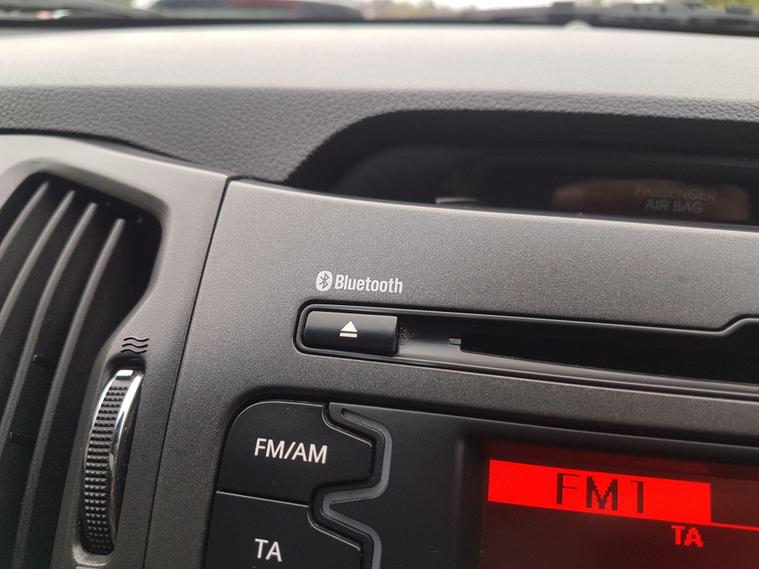 PASSENGER
AIR BAG
Bluetooth
FM/AM
FM1
TA
TA